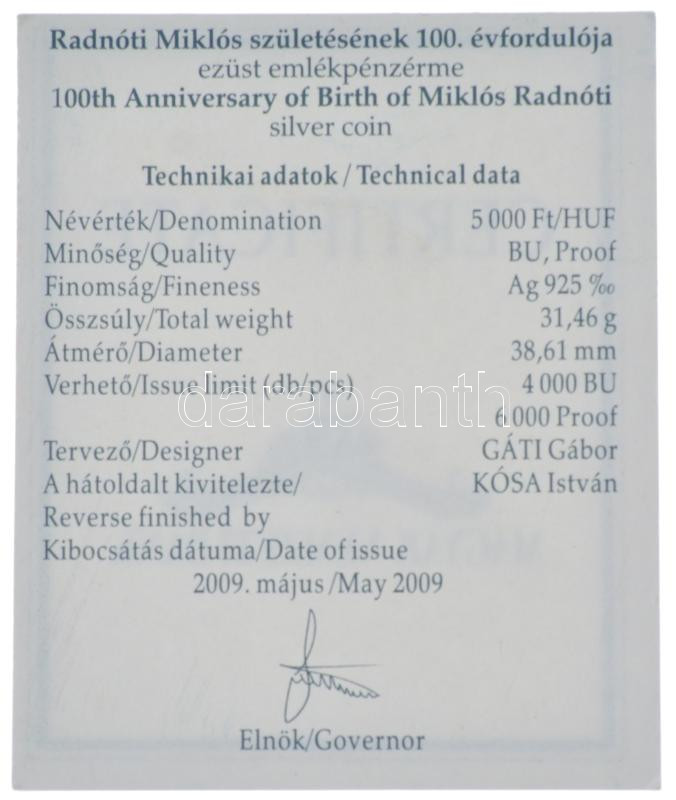 Radnóti Miklós születésének 100. évfordulója
ezüst emlékpénzérme
100th Anniversary of Birth of Miklós Radnóti
silver coin
Technikai adatok / Technical data
Névérték/Denomination 5 000 Ft/HUF
Minőség/Quality BU, Proof
Finomság/Fineness Ag 925 ‰
Összsúly/Total weight 31,46 g
Átmérő/Diameter 38,61 mm
Verhető/Issue limit (db/pcs) 4 000 BU
darabanth
6 000 Proof
Tervező/Designer GÁTI Gábor
A hátoldalt kivitelezte/ KÓSA István
Reverse finished by
Kibocsátás dátuma/Date of issue
2009. május /May 2009
Elnök/Governor